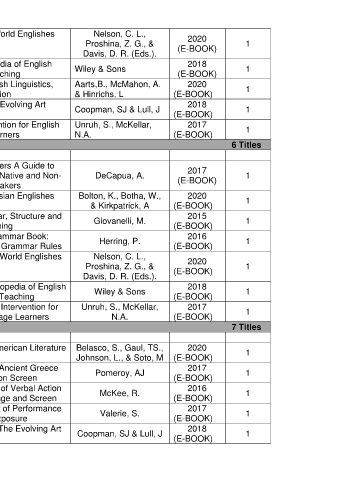 orld Englishes
Nelson, C. L.,
Proshina, Z. G., &
Davis, D. R. (Eds.).
2020
(E-BOOK)
1
dia of English
ching
Wiley & Sons
2018
(E-BOOK)
1
sh Linguistics,
ion
Aarts,B., McMahon, A.
& Hinrichs, L
2020
(E-BOOK)
1
Evolving Art
Coopman, SJ & Lull, J
2018
(E-BOOK)
1
ntion for English
rners
Unruh, S., McKellar,
N.A.
2017
(E-BOOK)
1
6 Titles
ers A Guide to
Native and Non-
akers
DeCapua, A.
2017
(E-BOOK)
1
sian Englishes
Bolton, K., Botha, W.,
& Kirkpatrick, A
2020
(E-BOOK)
1
ar, Structure and
ing
Giovanelli, M.
2015
(E-BOOK)
1
ammar Book:
Grammar Rules
Herring, P.
2016
(E-BOOK)
1
World Englishes
Nelson, C. L.,
Proshina, Z. G., &
Davis, D. R. (Eds.).
2020
(E-BOOK)
1
opedia of English
Teaching
Wiley & Sons
2018
(E-BOOK)
1
Intervention for
age Learners
Unruh, S., McKellar,
N.A.
2017
(E-BOOK)
1
7 Titles
merican Literature
Belasco, S., Gaul, TS.,
Johnson, L., & Soto, M
2020
(E-BOOK)
1
Ancient Greece
on Screen
Pomeroy, AJ
2017
(E-BOOK)
1
of Verbal Action
age and Screen
McKee, R.
2016
(E-BOOK)
1
t of Performance
xposure
Valerie, S.
2017
(E-BOOK)
1
The Evolving Art
Coopman, SJ & Lull, J
2018
(E-BOOK)
1